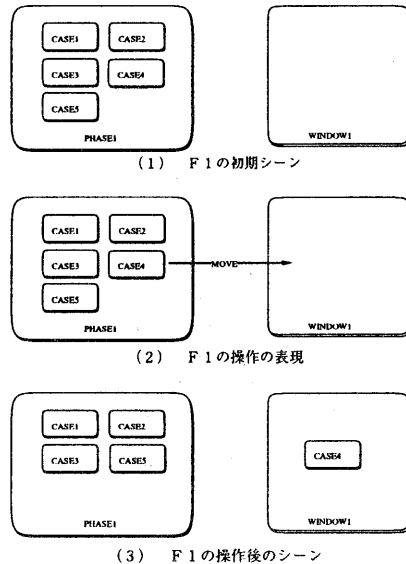 CASE1 CASE2
CASE3 CASE4
CASE5
PHASE1 WINDOW1
(1) F1の初期シーン
CASE1 CASE2
CASE3 CASE4 MOVE
CASE5
PHASE1 WINDOW1
(2) F1の操作の表現
CASE1 CASE2
CASE3 CASE5 CASE4
PHASE1 WINDOW1
(3) F1の操作後のシーン